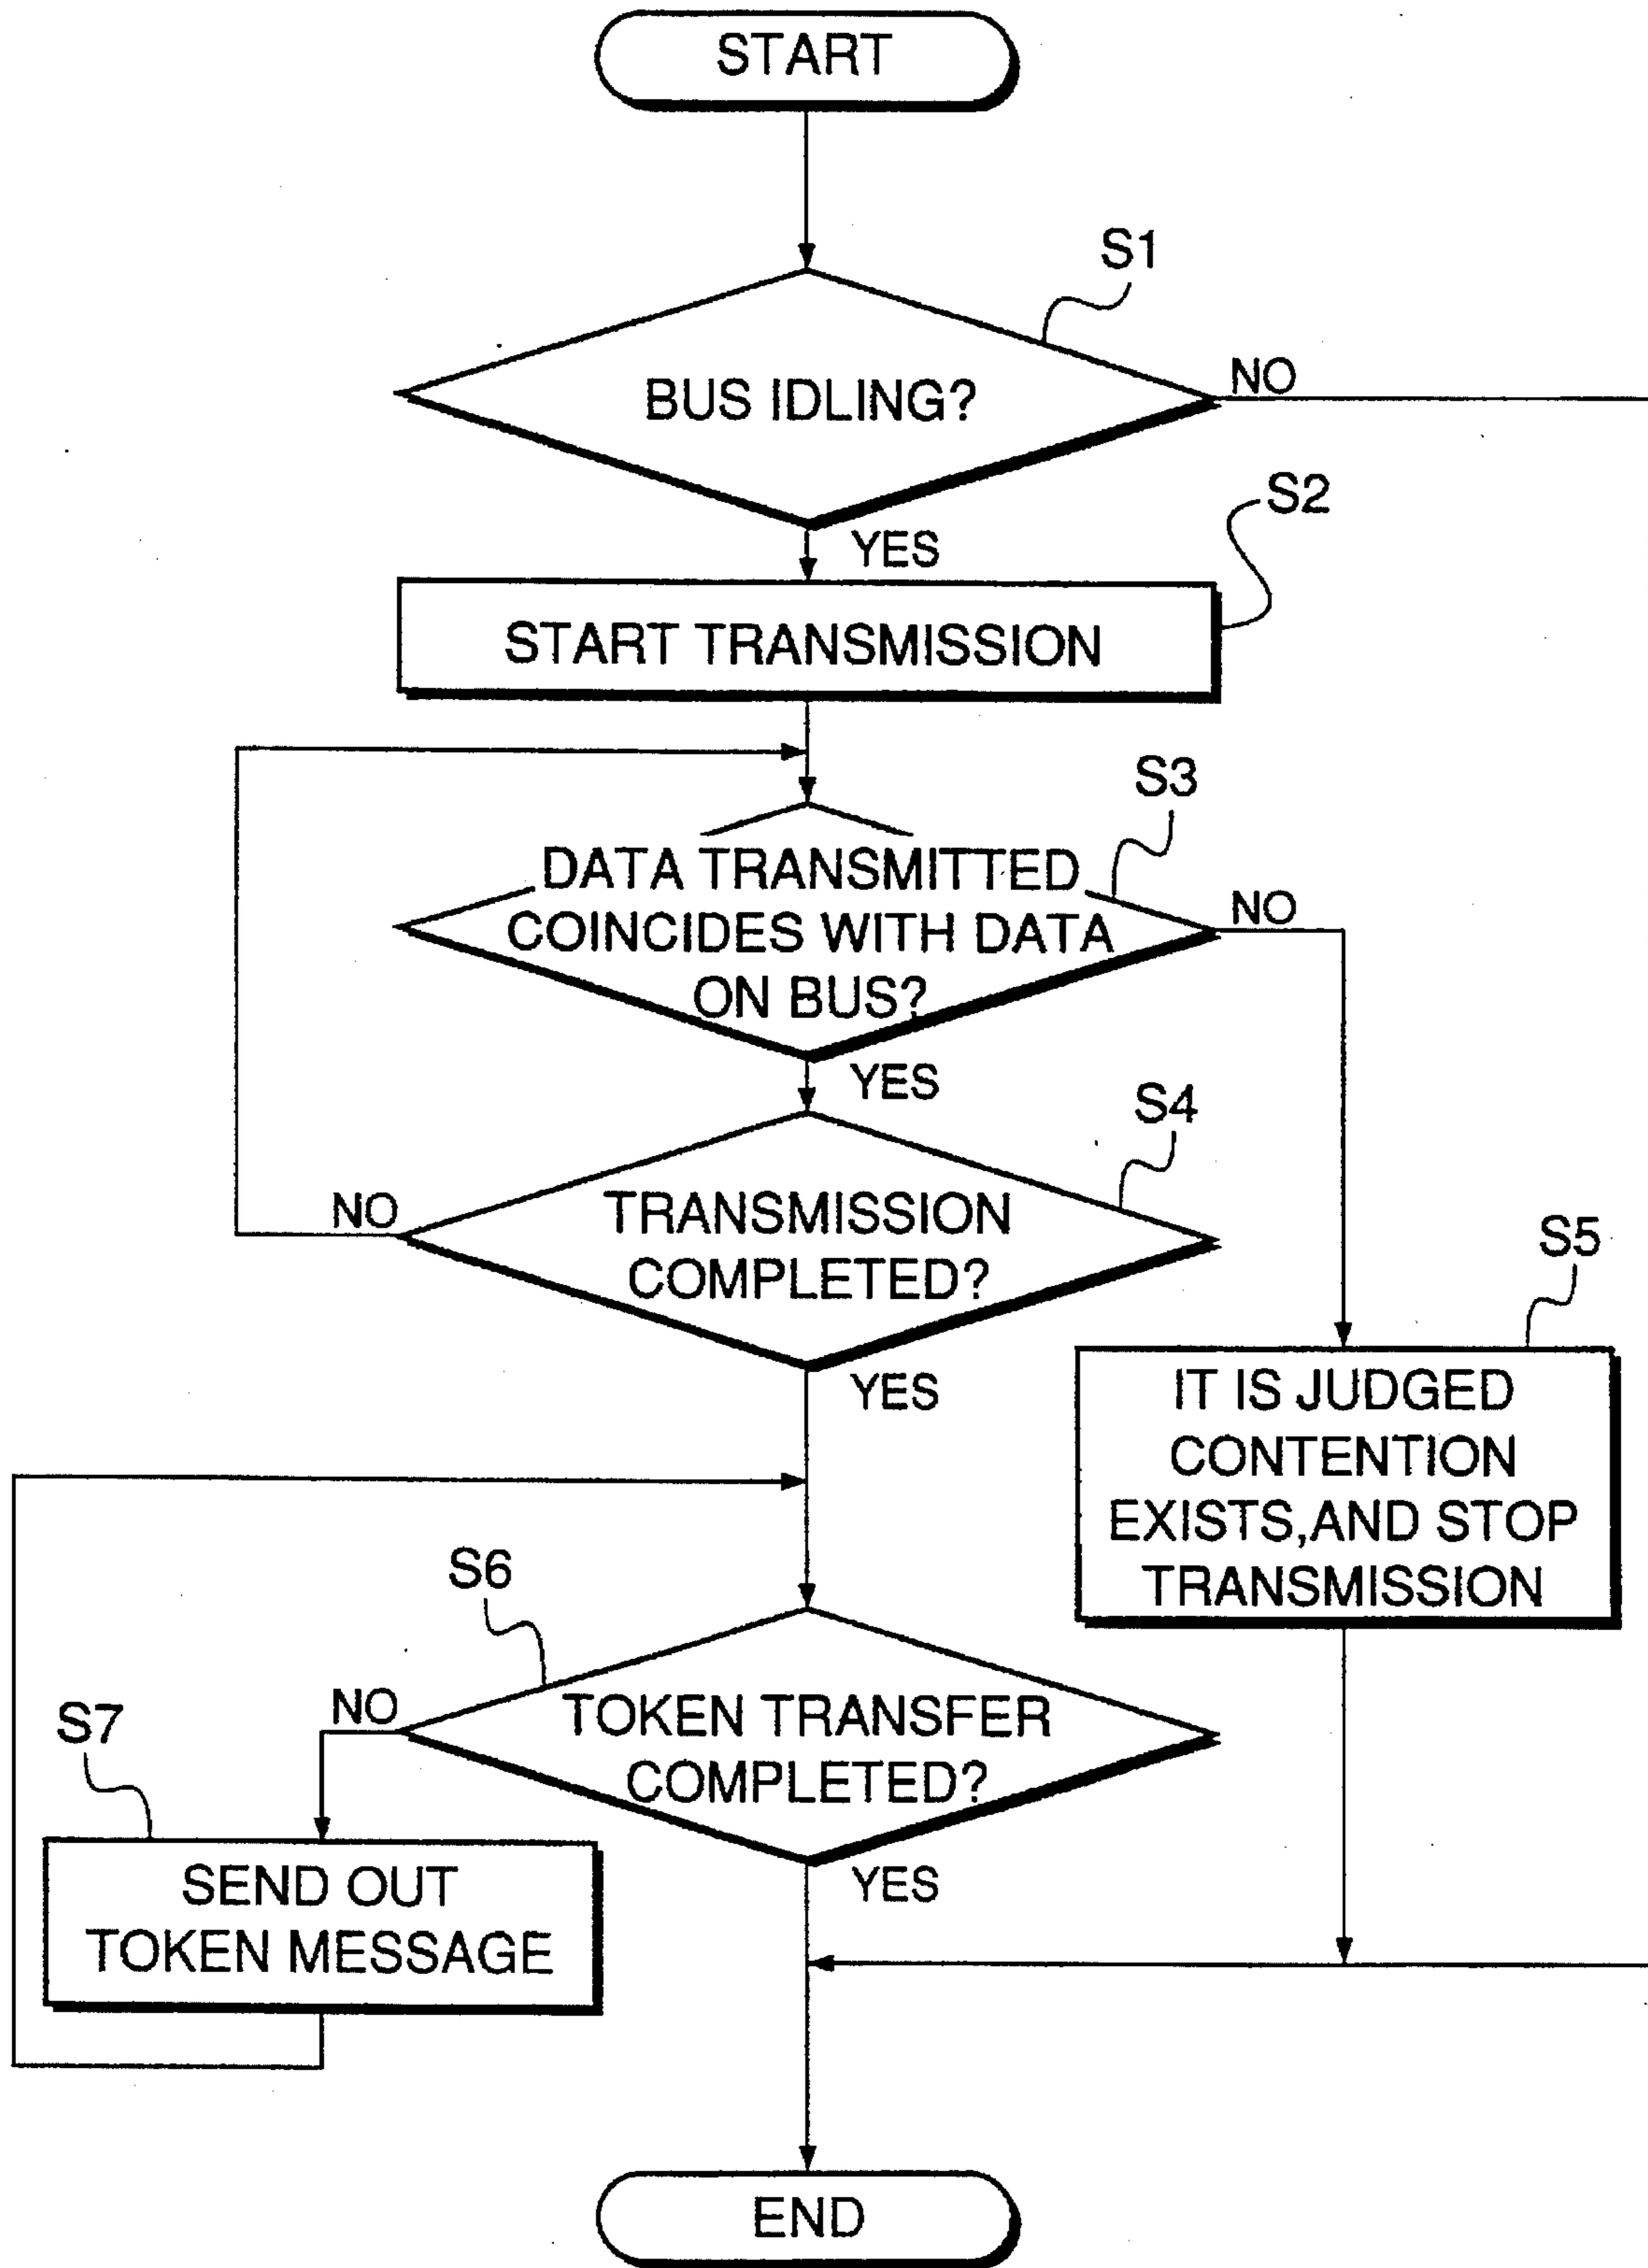 START
S1
BUS IDLING?
NO
YES
S2
START TRANSMISSION
S3
DATA TRANSMITTED
COINCIDES WITH DATA
ON BUS?
NO
YES
S4
TRANSMISSION
COMPLETED?
NO
YES
S5
IT IS JUDGED
CONTENTION
EXISTS,AND STOP
TRANSMISSION
S6
TOKEN TRANSFER
COMPLETED?
NO
YES
S7
SEND OUT
TOKEN MESSAGE
END